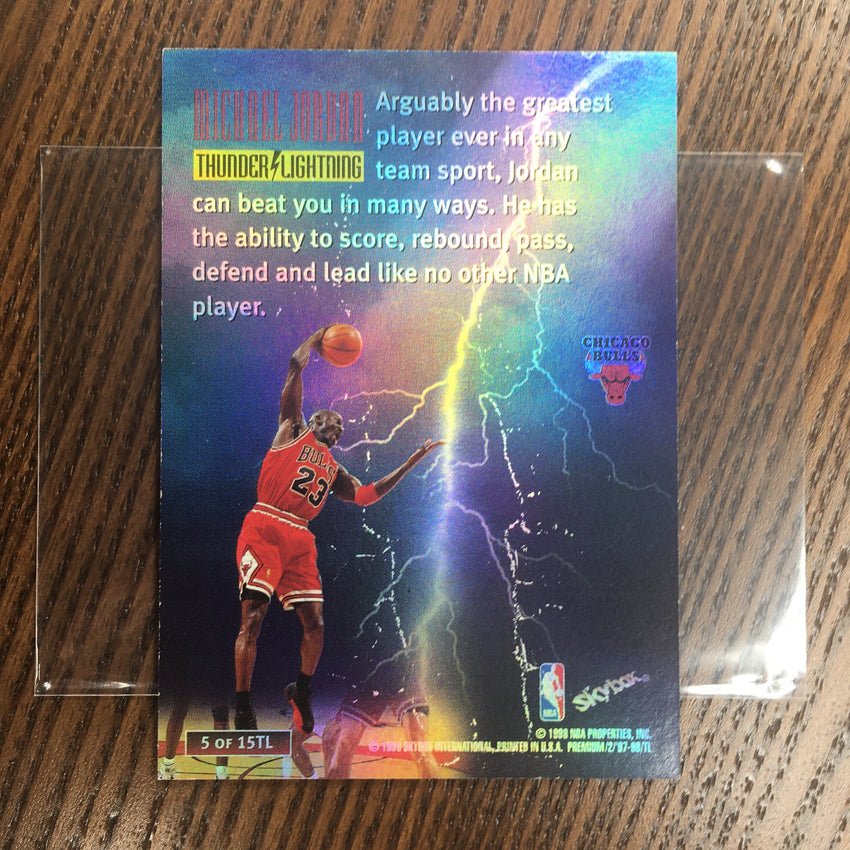 MICHAEL JORDAN
THUNDER LIGHTNING
Arguably the greatest
player ever in any
team sport, Jordan
can beat you in many ways. He has
the ability to score, rebound, pass,
defend and lead like no other NBA
player.
CHICAGO
BULLS
BULLS
23
NBA
SkyBox®
5 OF 15TL
© 1998 NBA PROPERTIES, INC.
© 1998 SKYBOX INTERNATIONAL, PRINTED IN U.S.A. PREMIUM/2/'97-98/TL